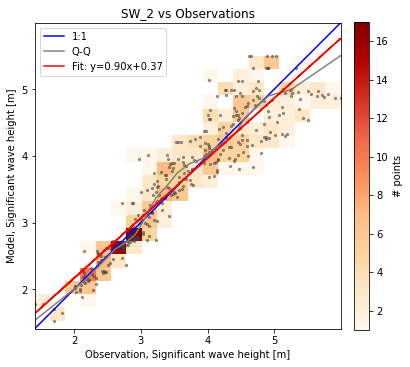 SW_2 vs Observations
1:1
Q-Q
Fit: y=0.90x+0.37
Model, Significant wave height [m]
5
4
3
2
2 3 4 5
Observation, Significant wave height [m]
16
14
12
10
8
6
4
2
# points